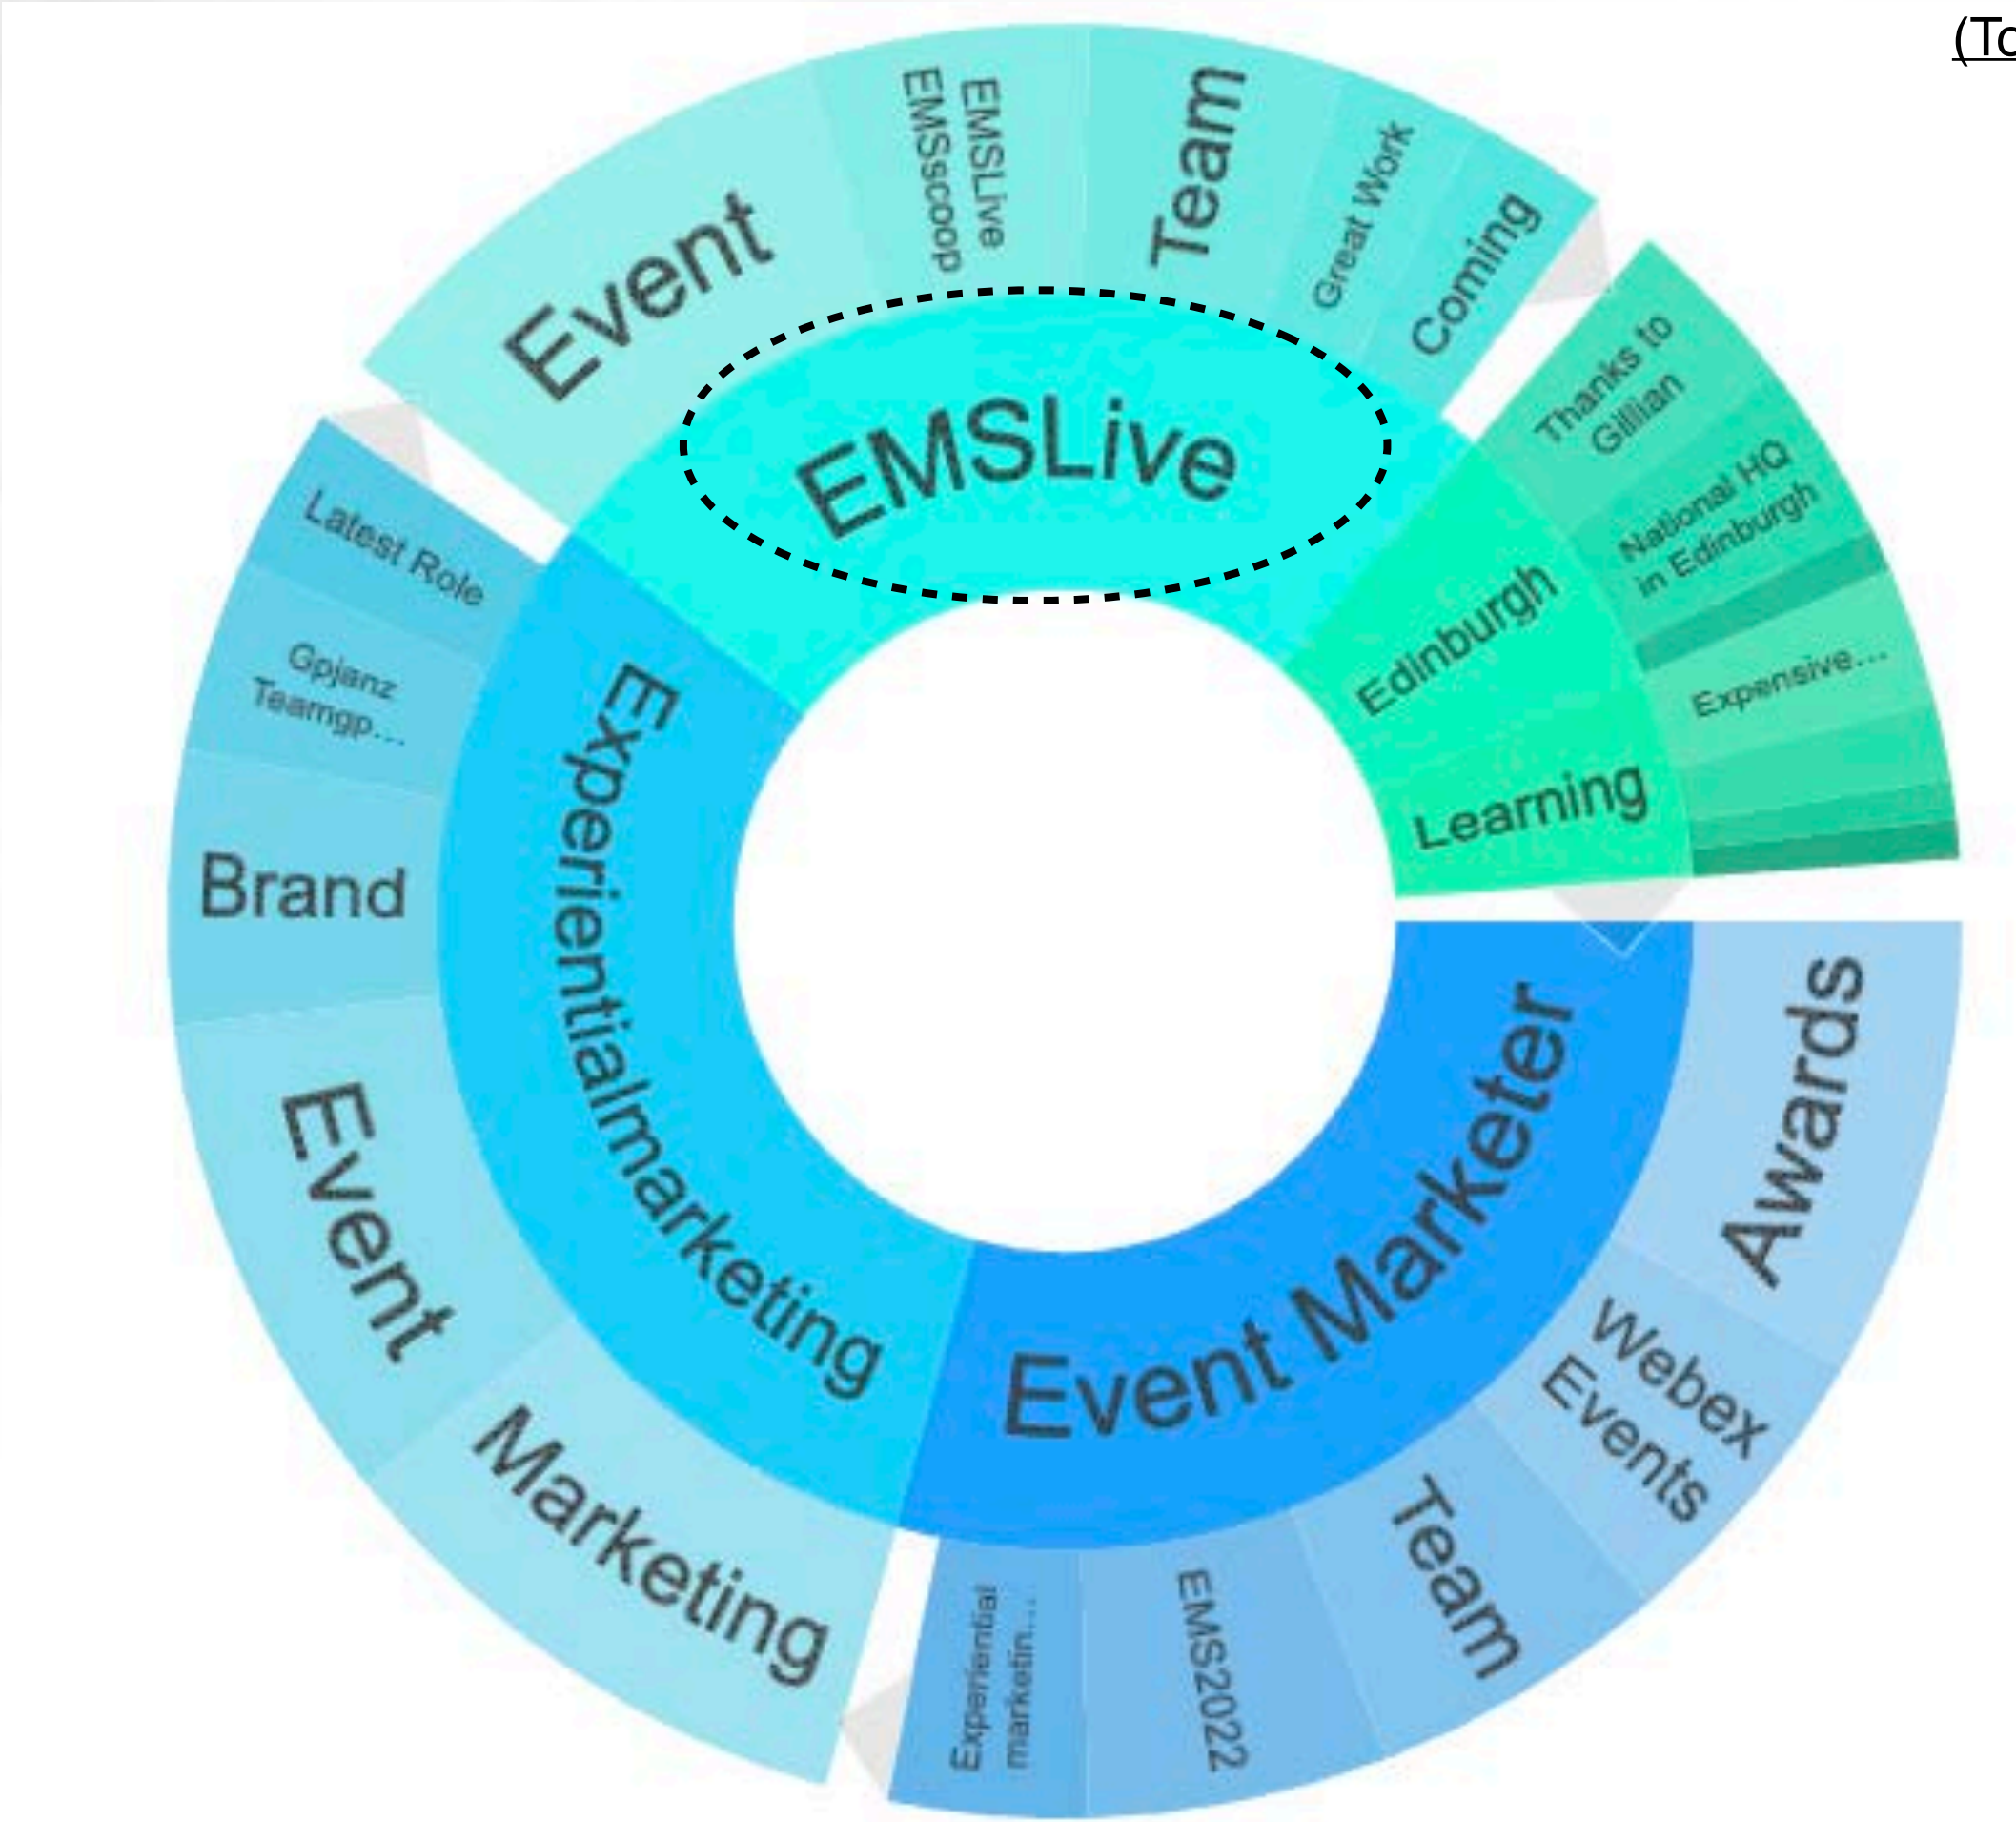 (To
EMSLive
Event
EMSscoop
EMSLive
Team
Great Work
Coming
Edinburgh
Thanks to
Gillian
National HQ
in Edinburgh
Learning
Expensive...
Event Marketer
Awards
Webex
Events
Team
EMS2022
Experiential
marketin...
Experientialmarketing
Marketing
Event
Brand
Gpjanz
Teamgp...
Latest Role